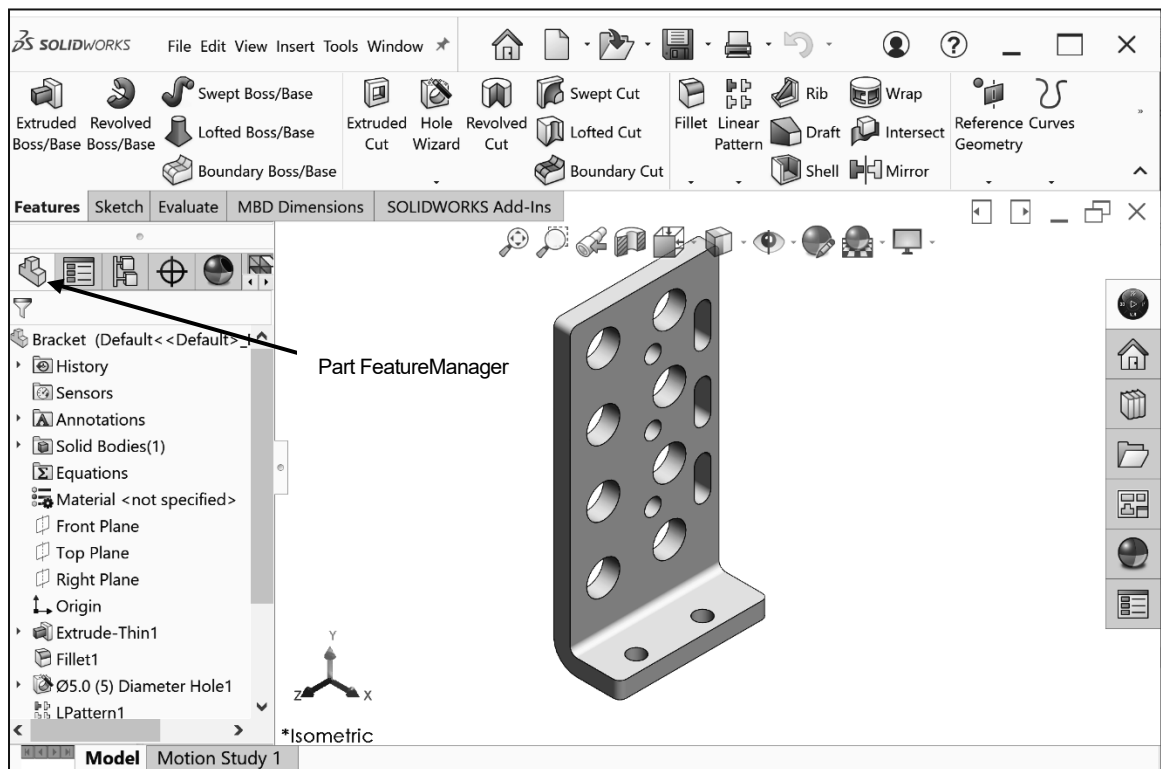 SOLIDWORKS File Edit View Insert Tools Window
Swept Boss/Base Swept Cut Rib Wrap
Extruded Boss/Base Revolved Boss/Base Lofted Boss/Base Extruded Cut Hole Wizard Revolved Cut Lofted Cut Fillet Linear Pattern Draft Intersect Reference Geometry Curves
Boundary Boss/Base Boundary Cut Shell Mirror
Features Sketch Evaluate MBD Dimensions SOLIDWORKS Add-Ins
Bracket (Default<<Default>_
Part FeatureManager
History
Sensors
Annotations
Solid Bodies(1)
Equations
Material <not specified>
Front Plane
Top Plane
Right Plane
Origin
Extrude-Thin1
Fillet1
Ø5.0 (5) Diameter Hole1
LPattern1
Y
Z X
*Isometric
Model Motion Study 1